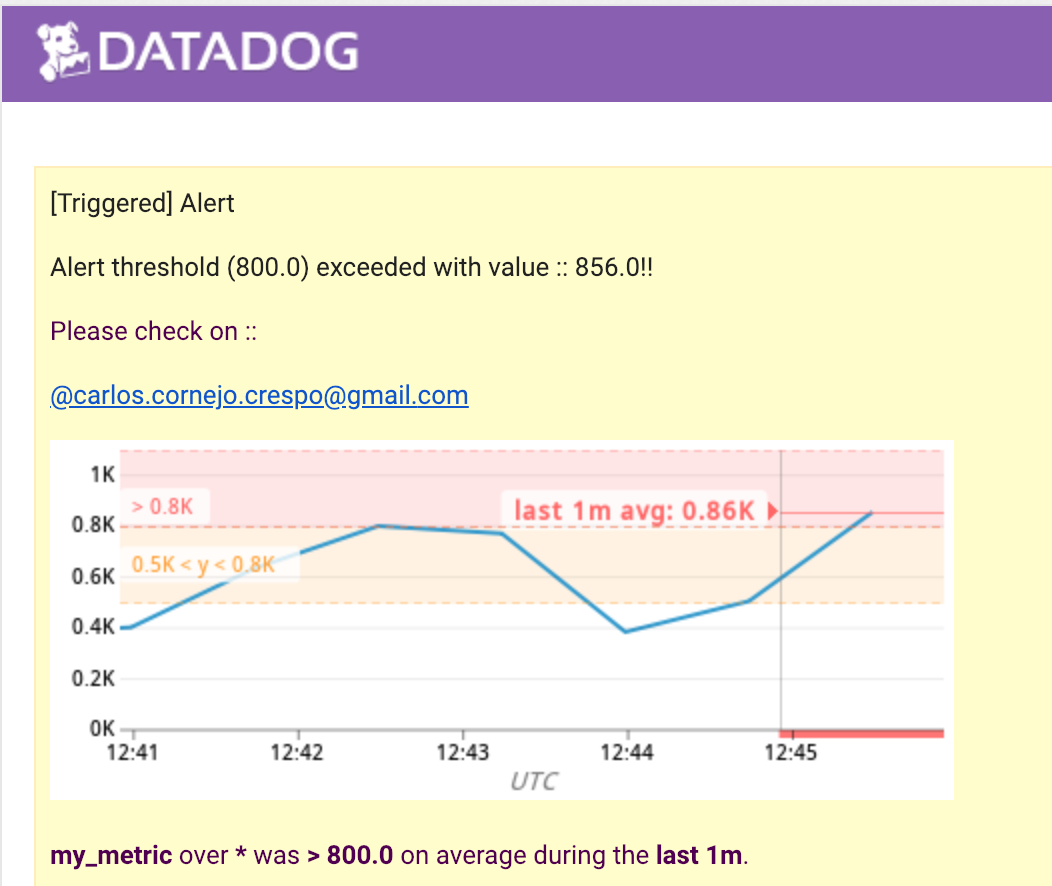 DATADOG
[Triggered] Alert
Alert threshold (800.0) exceeded with value :: 856.0!!
Please check on ::
@carlos.cornejo.crespo@gmail.com
1K
> 0.8K
last 1m avg: 0.86K
0.8K
0.5K < y < 0.8K
0.6K
0.4K
0.2K
0K
12:41 12:42 12:43 12:44 12:45
UTC
my_metric over * was > 800.0 on average during the last 1m.